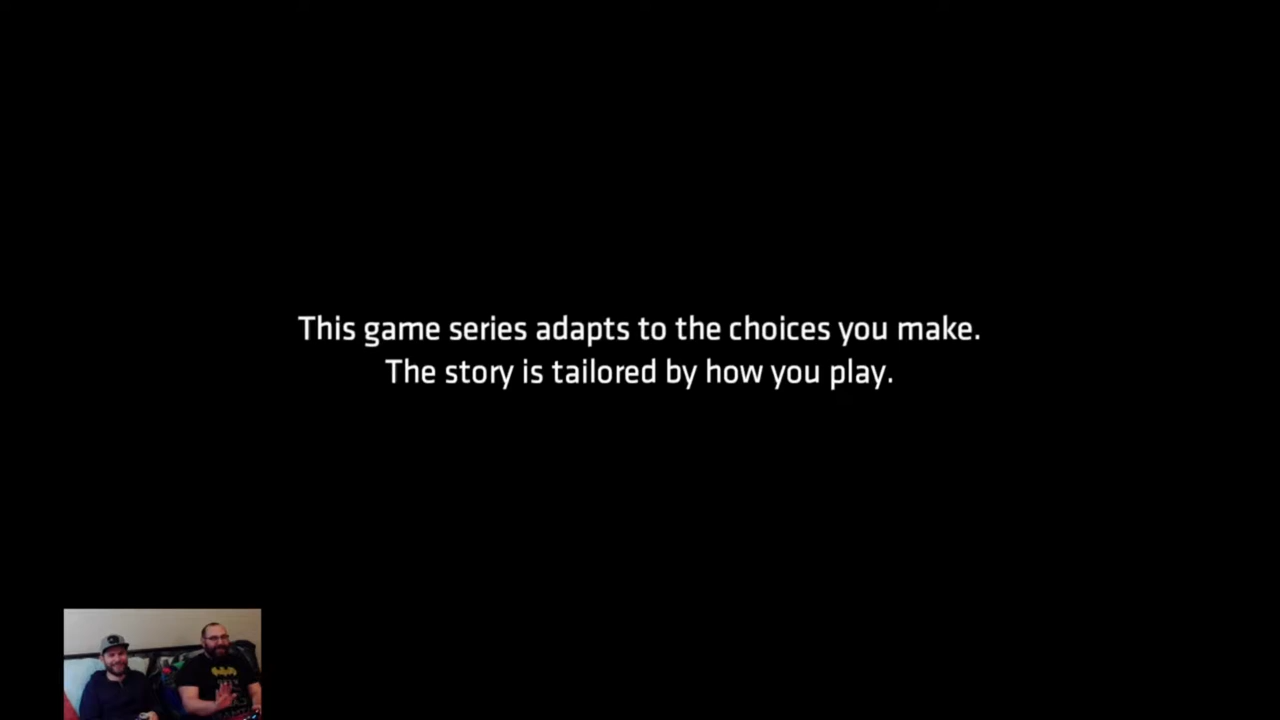 This game series adapts to the choices you make.
The story is tailored by how you play.